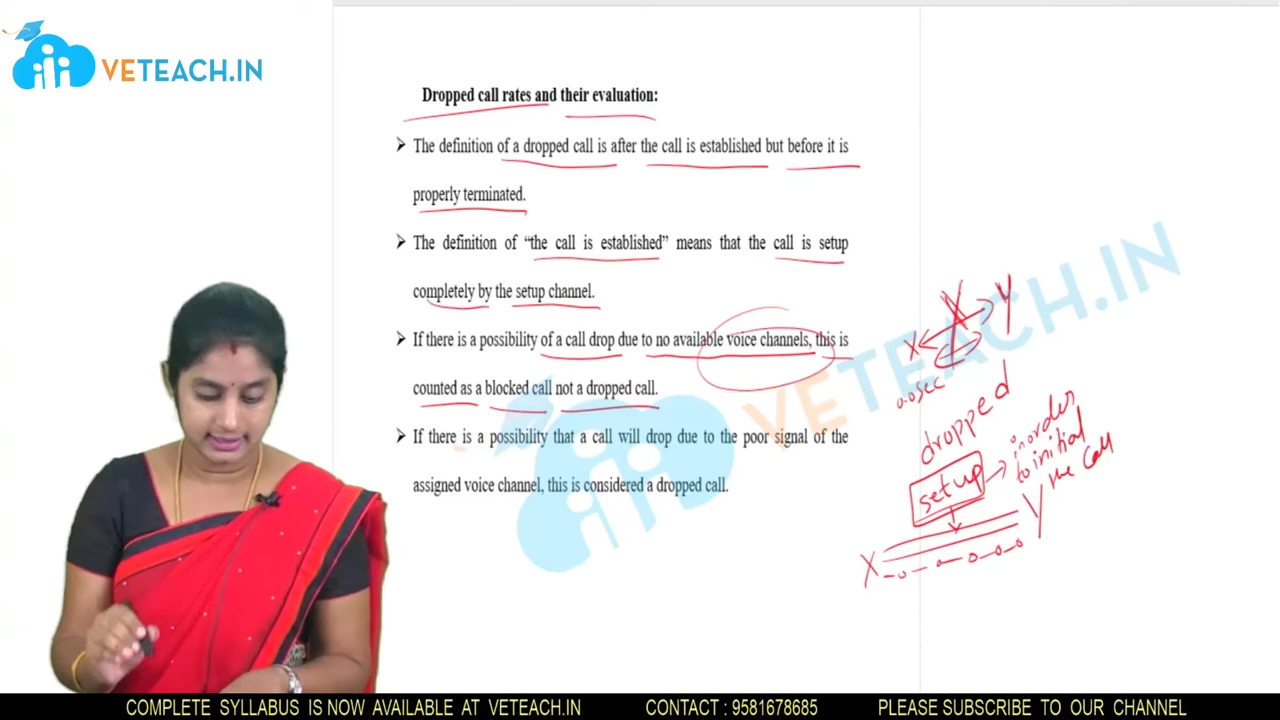 VETEACH.IN
Dropped call rates and their evaluation:
➤ The definition of a dropped call is after the call is established but before it is
properly terminated.
➤ The definition of “the call is established” means that the call is setup
completely by the setup channel.
➤ If there is a possibility of a call drop due to no available voice channels, this is
counted as a blocked call not a dropped call.
➤ If there is a possibility that a call will drop due to the poor signal of the
assigned voice channel, this is considered a dropped call.
VETEACH.IN
X Y
0.0sec
dropped
setup
inorder
to initial
the call
X Y
COMPLETE SYLLABUS IS NOW AVAILABLE AT VETEACH.IN CONTACT : 9581678685 PLEASE SUBSCRIBE TO OUR CHANNEL